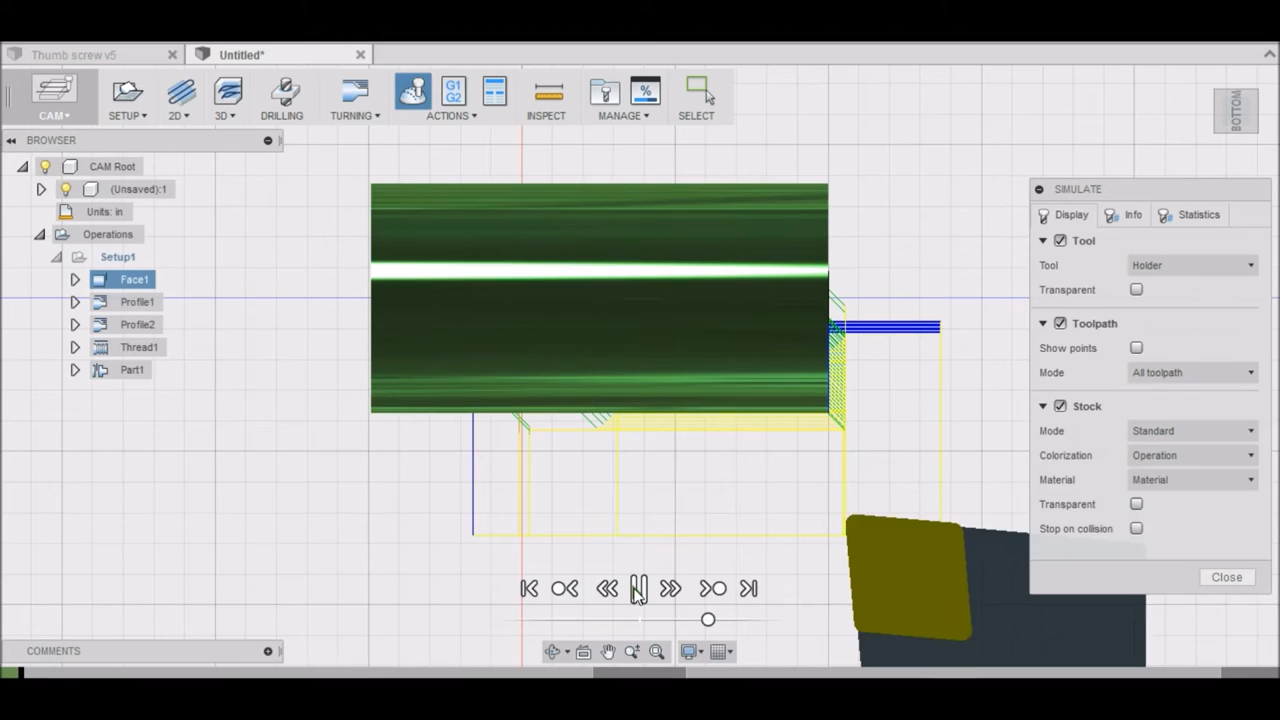 Thumb screw v5
Untitled*
G1
G2
%
CAM▾
SETUP▾
2D▾
3D▾
DRILLING
TURNING▾
ACTIONS▾
INSPECT
MANAGE▾
SELECT
BOTTOM
BROWSER
CAM Root
(Unsaved):1
Units: in
Operations
Setup1
Face1
Profile1
Profile2
Thread1
Part1
SIMULATE
Display
Info
Statistics
Tool
Tool Holder
Transparent
Toolpath
Show points
Mode All toolpath
Stock
Mode Standard
Colorization Operation
Material Material
Transparent
Stop on collision
Close
COMMENTS